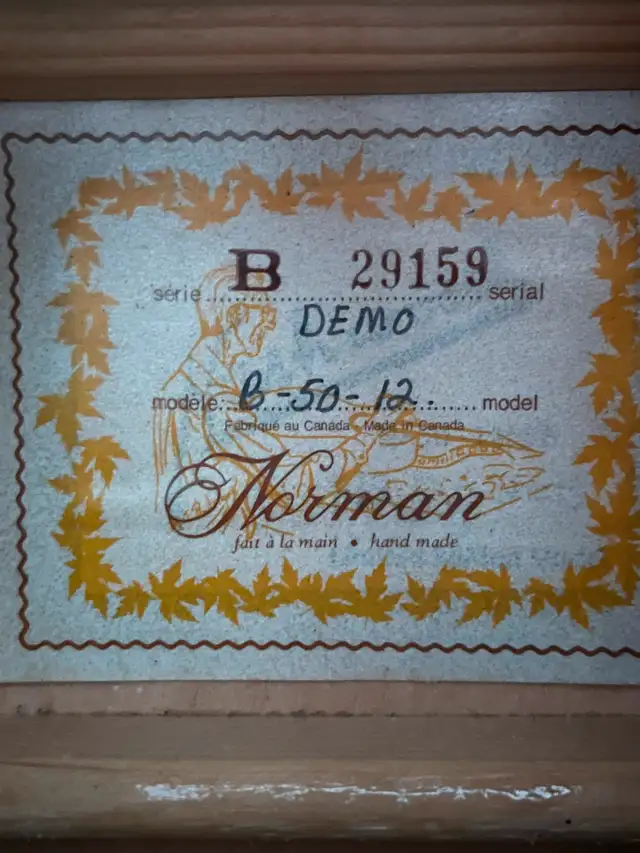 série B 29159 serial
DEMO
modele B-50-12. model
Fabriqué au Canada - Made in Canada
Norman
fait à la main • hand made